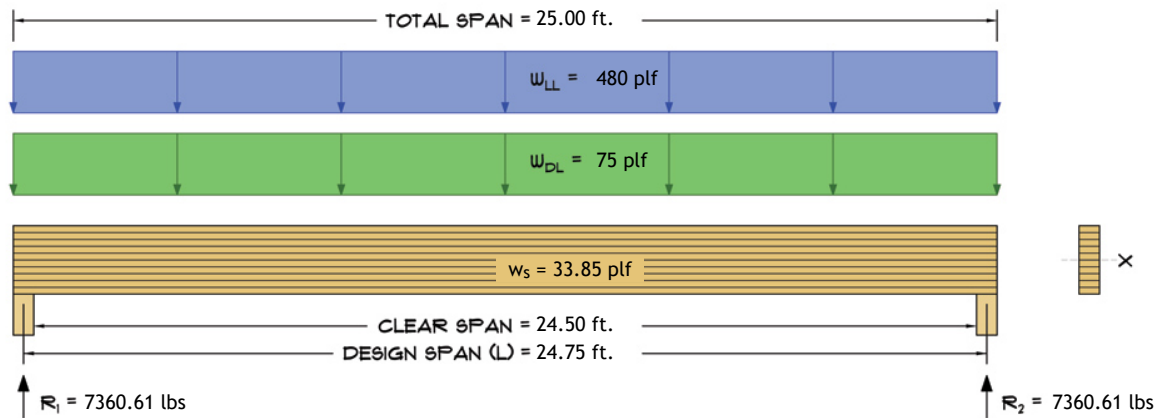 TOTAL SPAN = 25.00 ft.
wLL = 480 plf
wDL = 75 plf
ws = 33.85 plf
X
CLEAR SPAN = 24.50 ft.
DESIGN SPAN (L) = 24.75 ft.
R1 = 7360.61 lbs
R2 = 7360.61 lbs